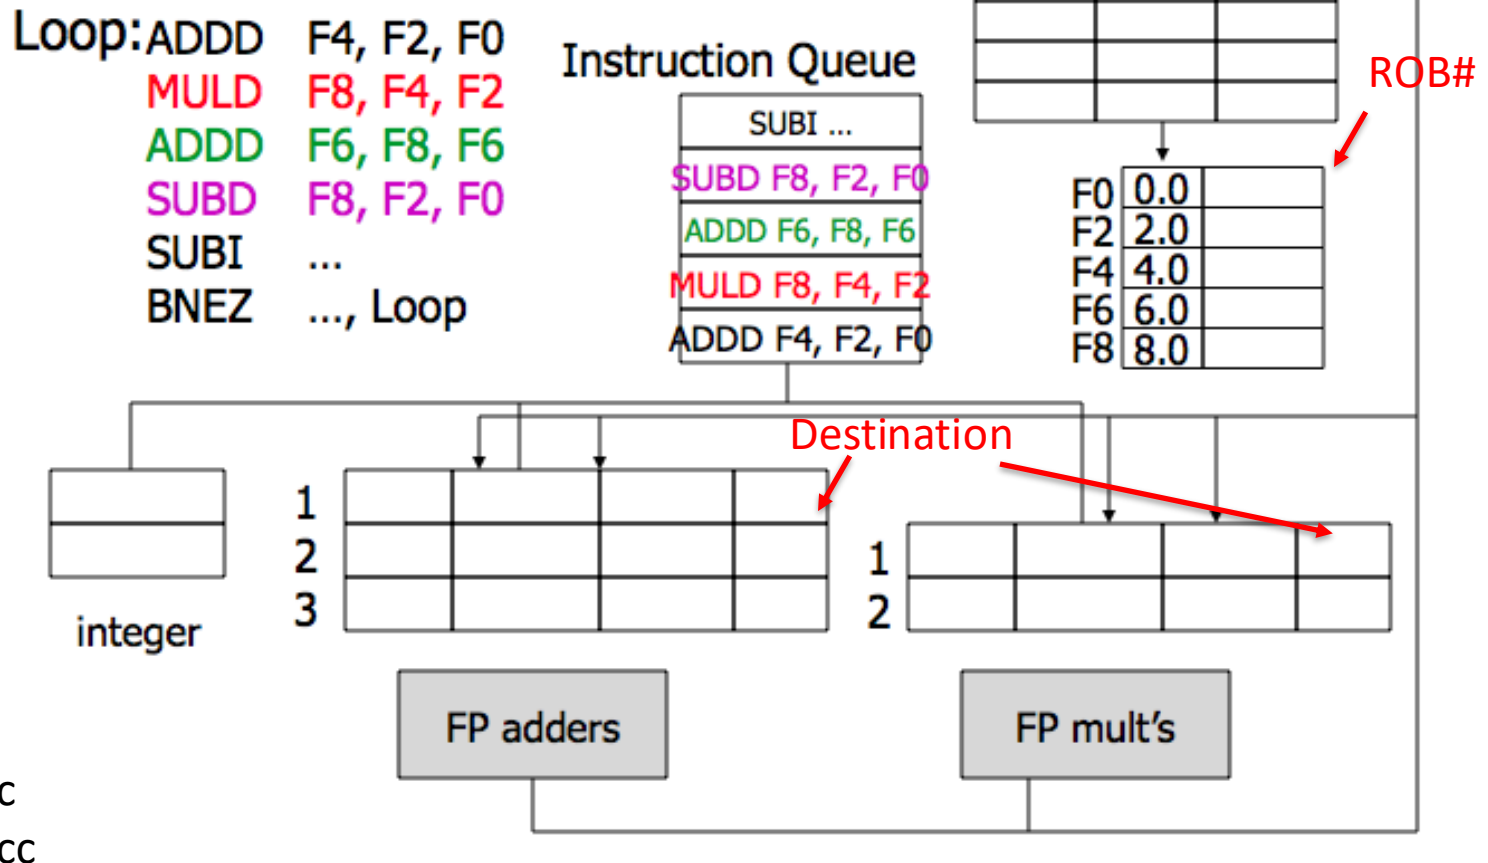 Loop: ADDD F4, F2, F0
MULD F8, F4, F2
ADDD F6, F8, F6
SUBD F8, F2, F0
SUBI ...
BNEZ ..., Loop
Instruction Queue
SUBI ...
SUBD F8, F2, F0
ADDD F6, F8, F6
MULD F8, F4, F2
ADDD F4, F2, F0
ROB#
F0 0.0
F2 2.0
F4 4.0
F6 6.0
F8 8.0
Destination
integer
1
2
3
1
2
FP adders
FP mult's
c
cc